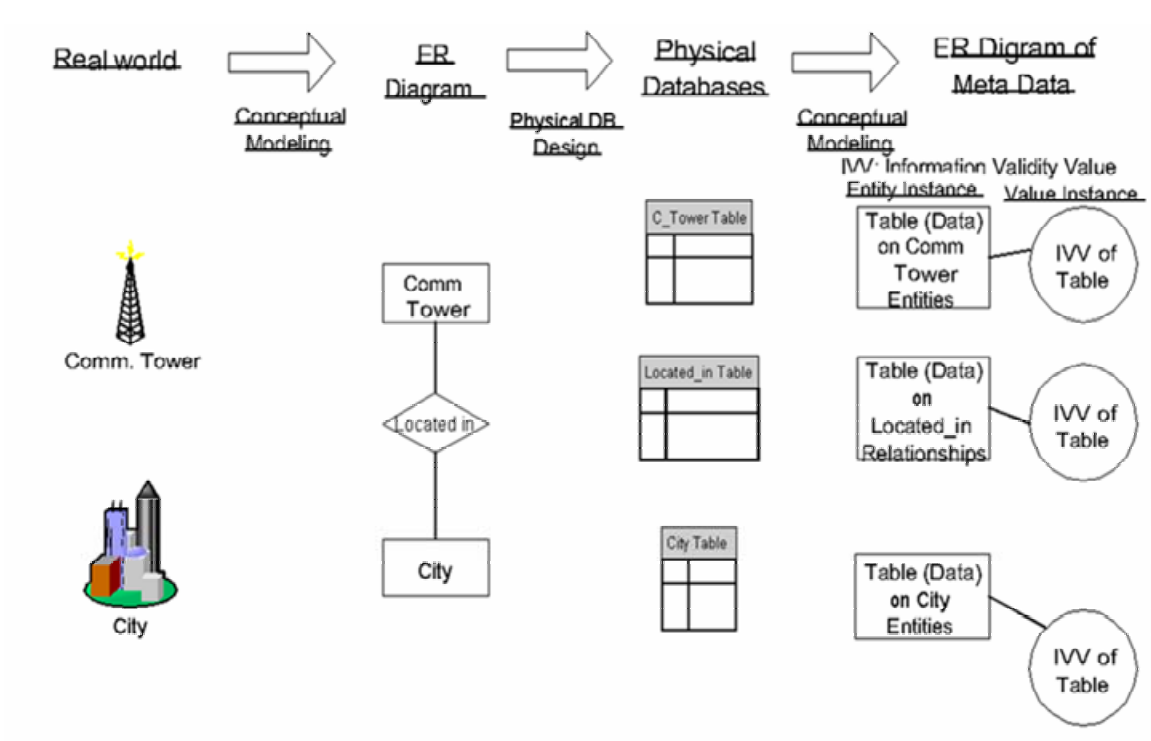 Real world
Conceptual
Modeling
ER
Diagram
Physical DB
Design
Physical
Databases
Conceptual
Modeling
ER Digram of
Meta Data
IVV: Information Validity Value
Entity Instance
Value Instance
Comm. Tower
City
Comm
Tower
Located in
City
C_Tower Table
Located_in Table
City Table
Table (Data)
on Comm
Tower
Entities
IVV of
Table
Table (Data)
on
Located_in
Relationships
IVV of
Table
Table (Data)
on City
Entities
IVV of
Table